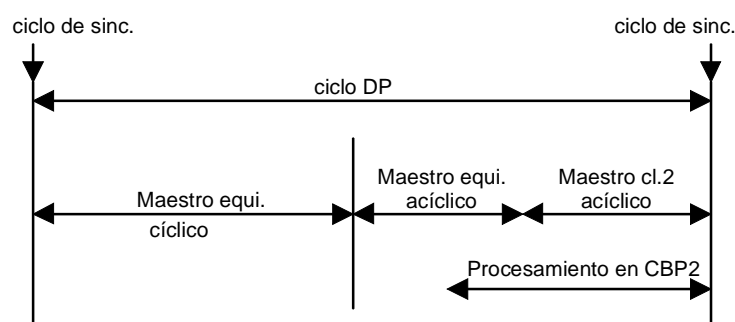 ciclo de sinc.
ciclo de sinc.
ciclo DP
Maestro equi.
cíclico
Maestro equi.
acíclico
Maestro cl.2
acíclico
Procesamiento en CBP2